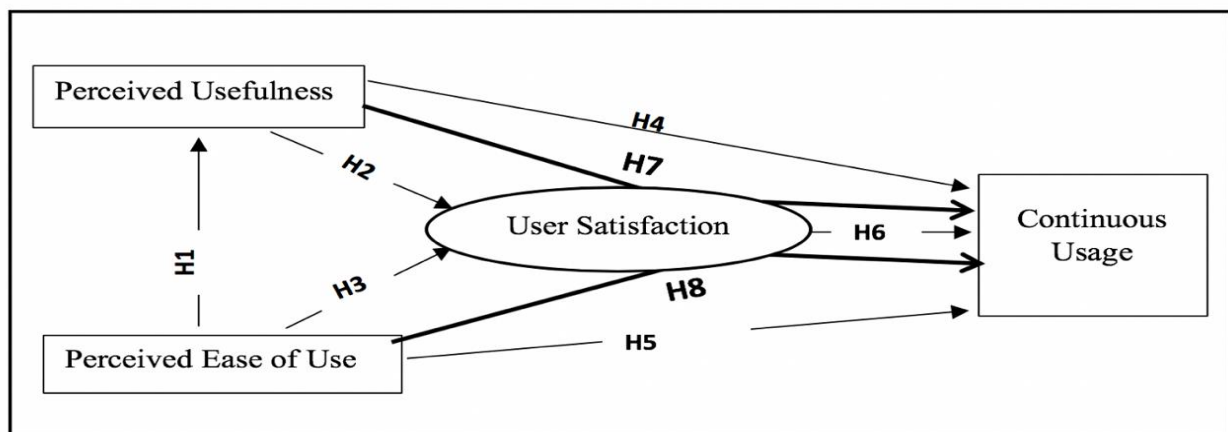 Perceived Usefulness
H4
H7
H2
User Satisfaction
H6
Continuous
Usage
H1
H3
H8
H5
Perceived Ease of Use